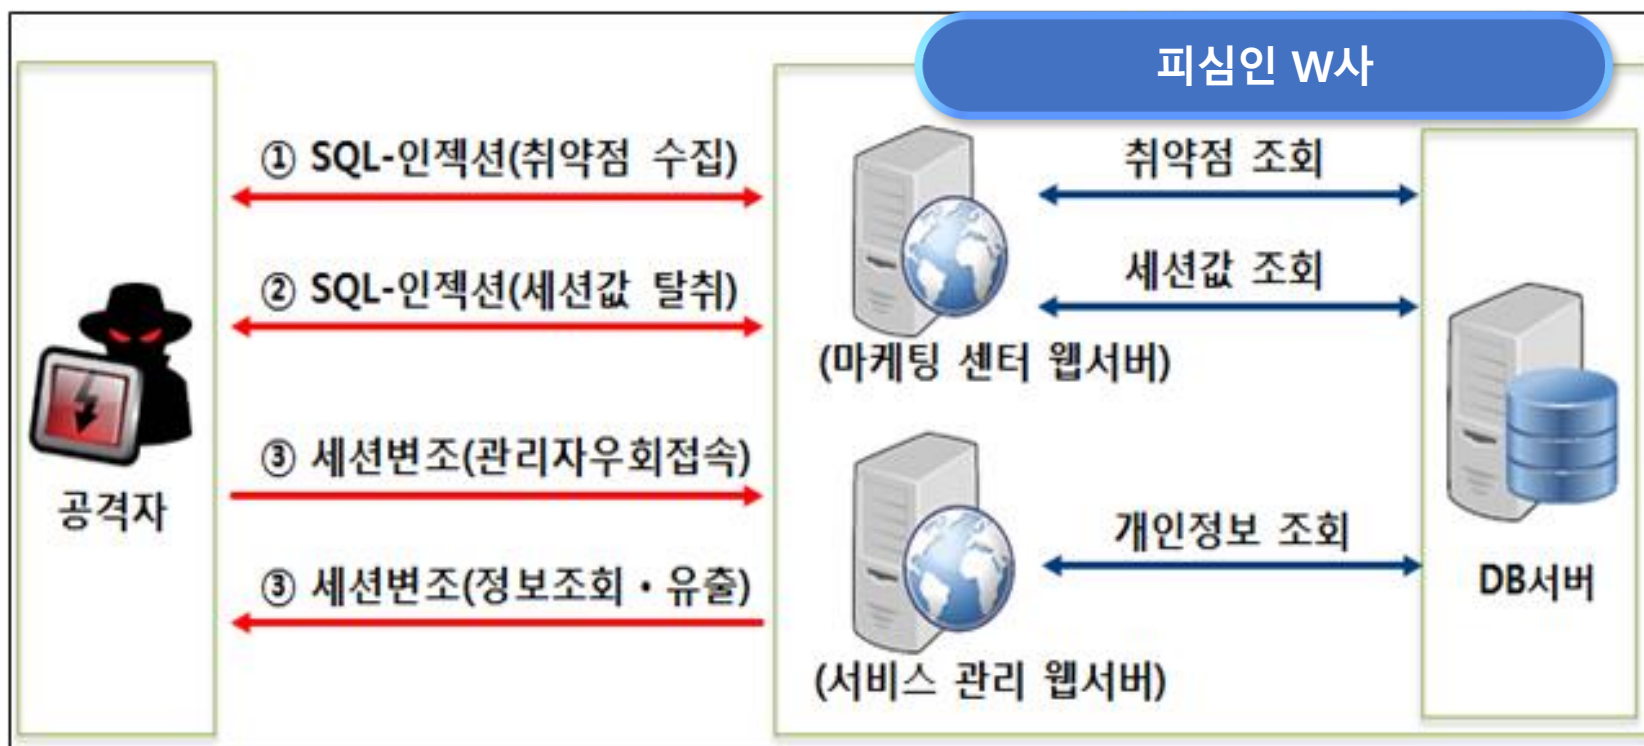 피심인 W사
① SQL-인젝션(취약점 수집)
취약점 조회
② SQL-인젝션(세션값 탈취)
세션값 조회
(마케팅 센터 웹서버)
③ 세션변조(관리자우회접속)
공격자
개인정보 조회
③ 세션변조(정보조회・유출)
DB서버
(서비스 관리 웹서버)